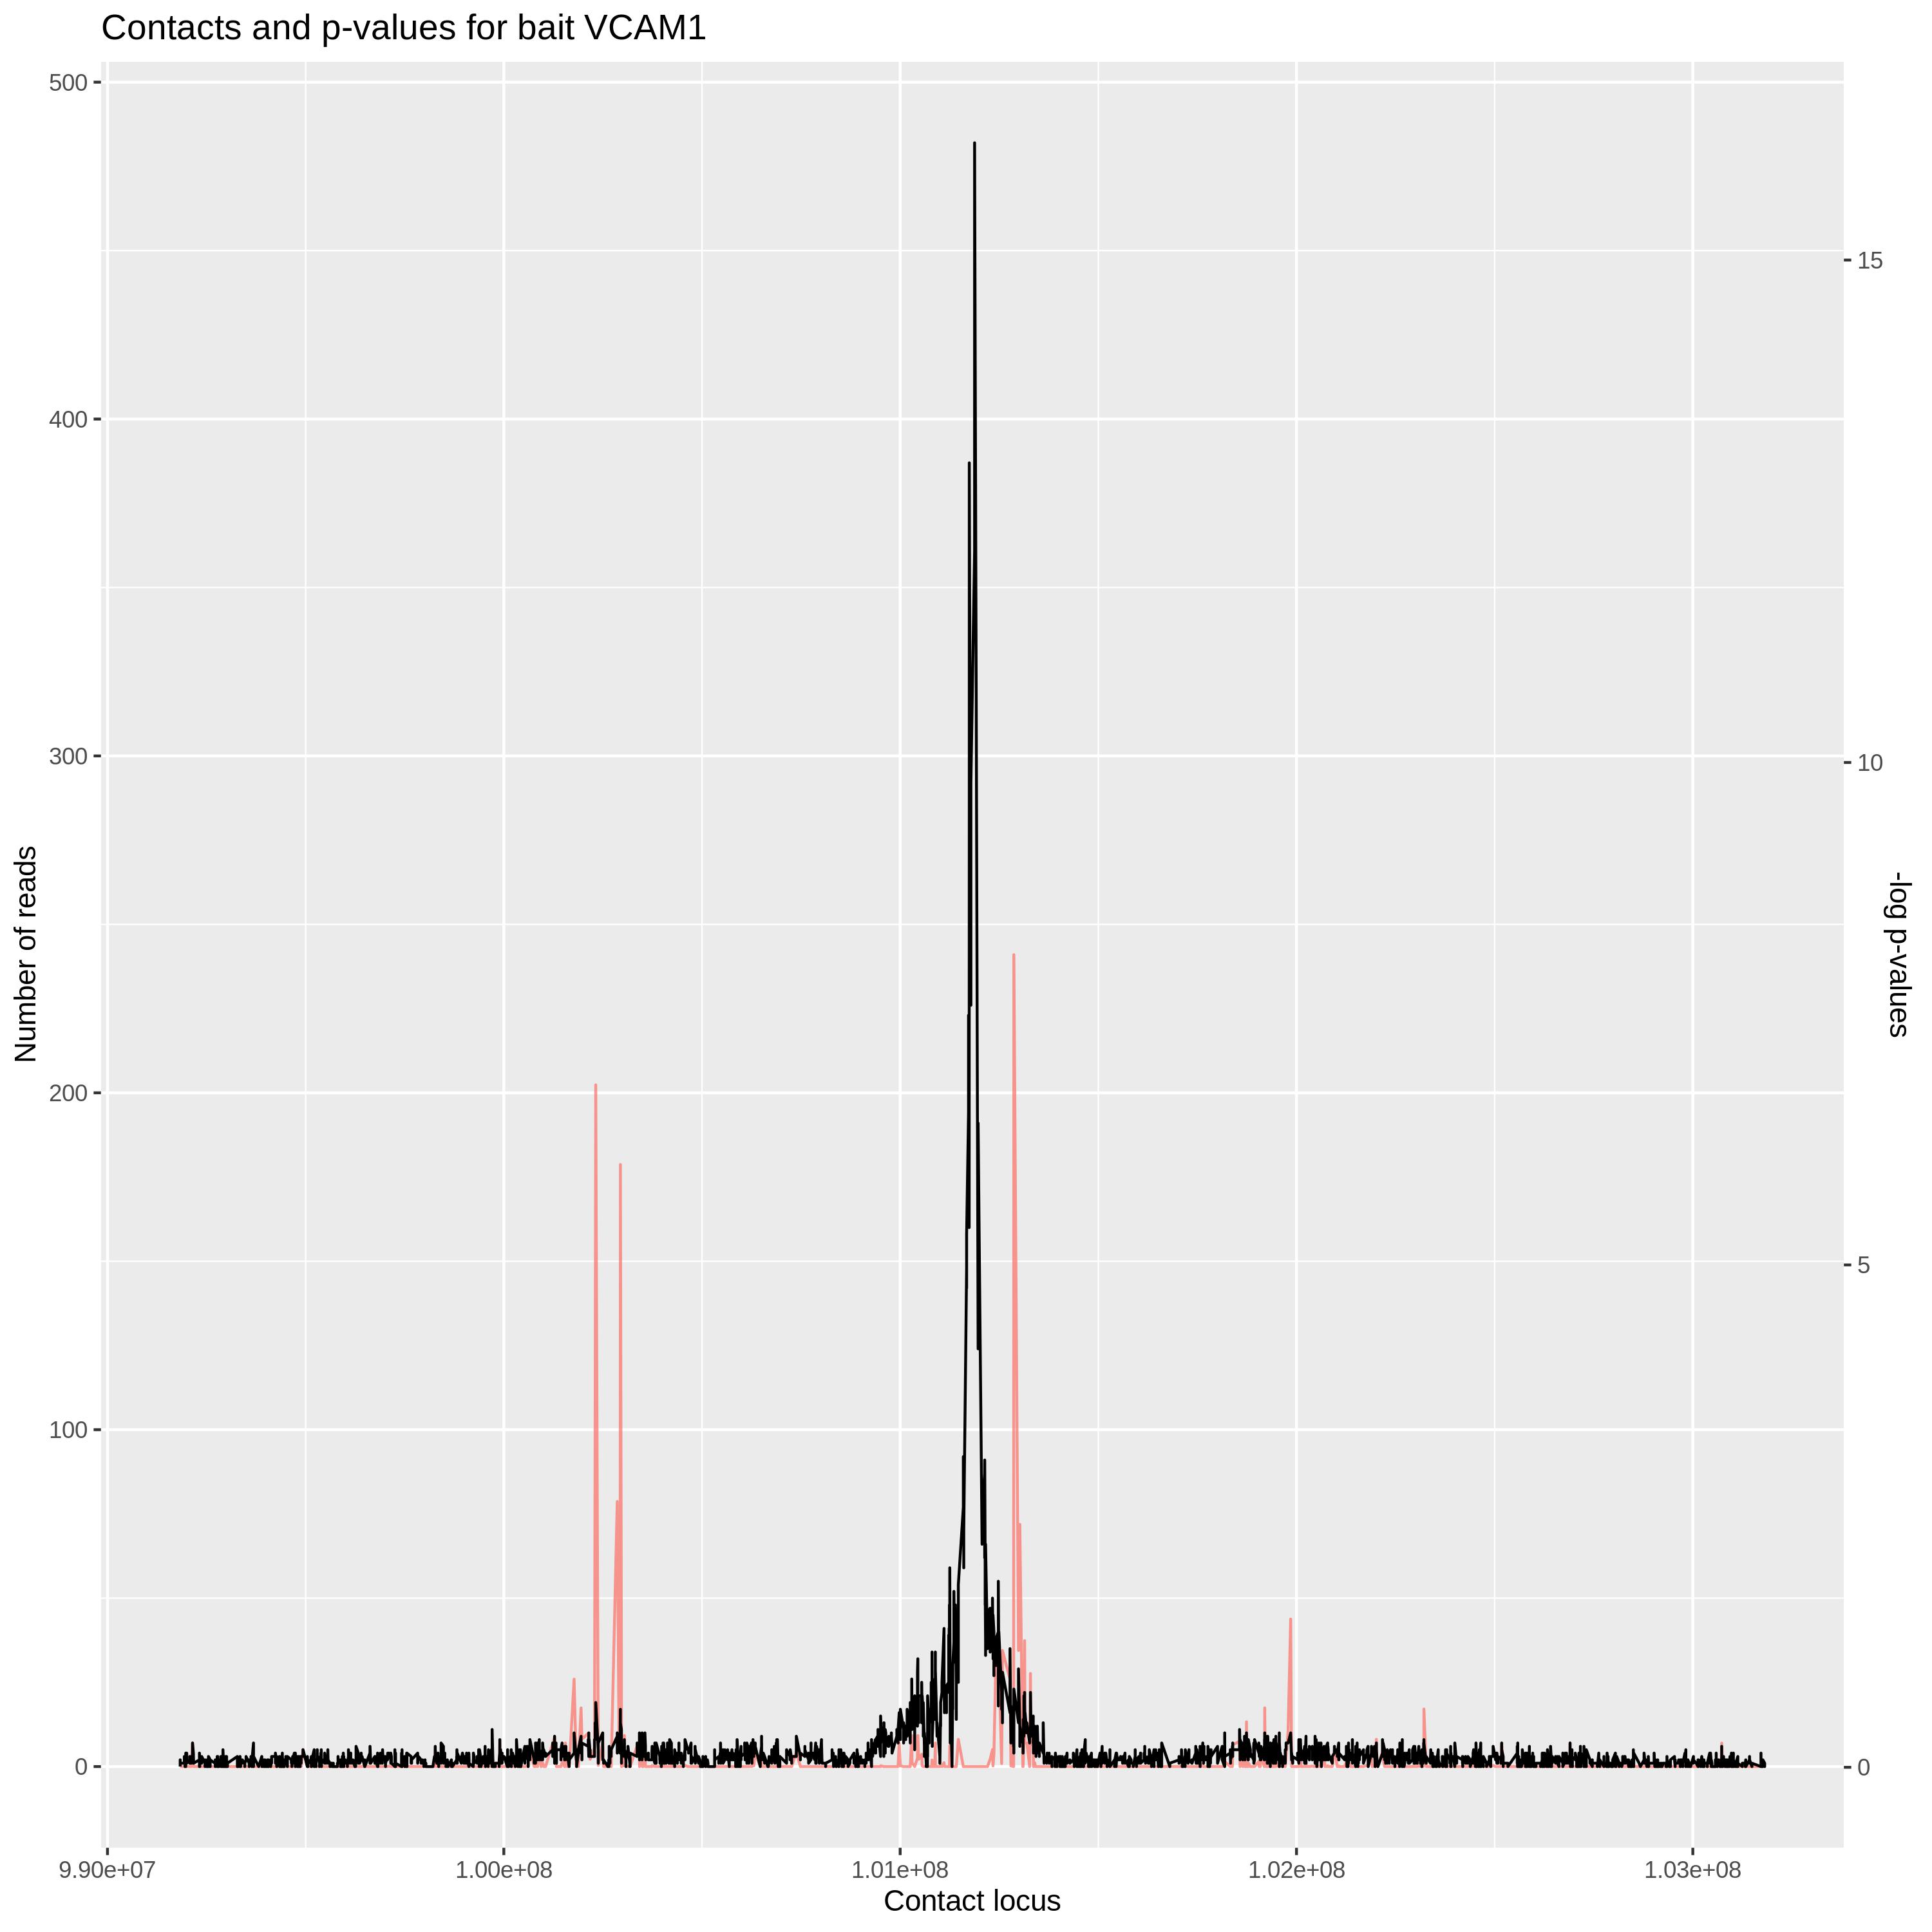 Contacts and p-values for bait VCAM1
500
400
300
200
100
0
Number of reads
15
10
5
0
-log p-values
9.90e+07
1.00e+08
1.01e+08
1.02e+08
1.03e+08
Contact locus